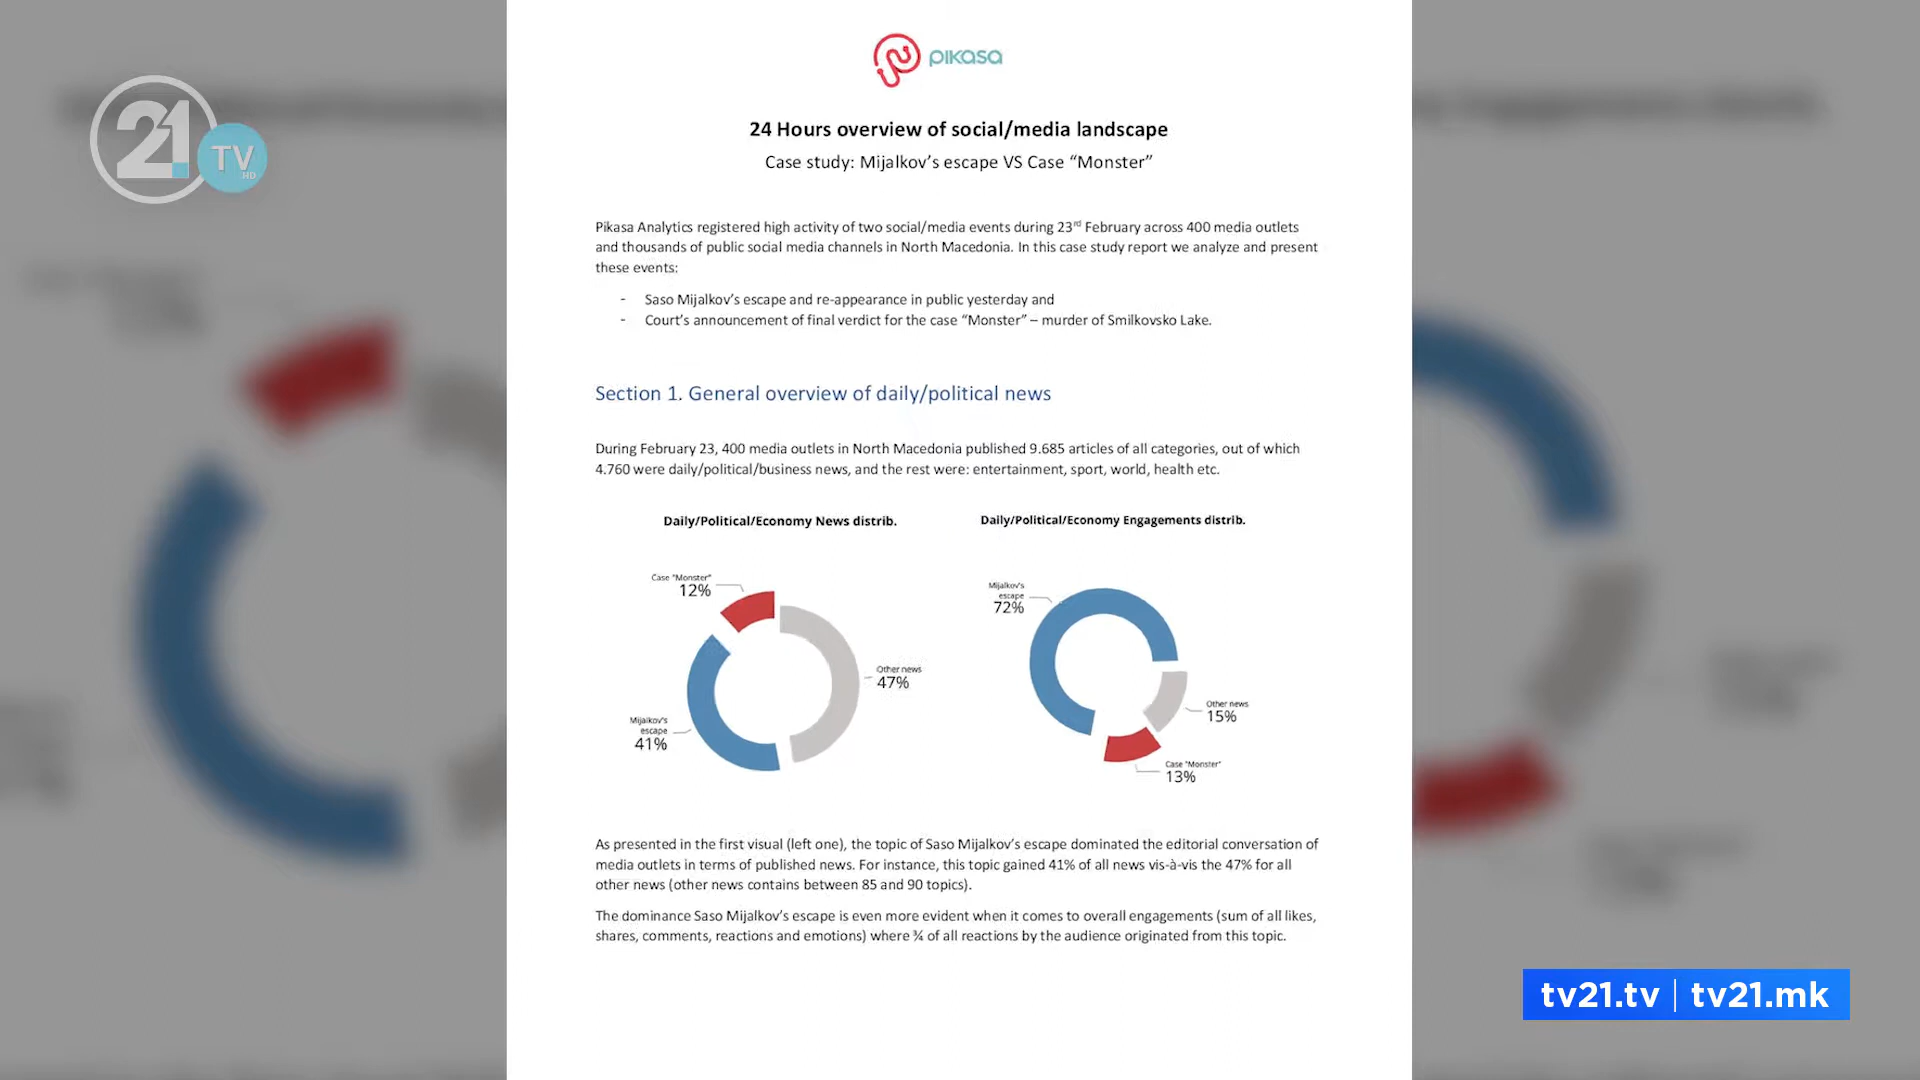 21
TV
HD
pikasa
24 Hours overview of social/media landscape
Case study: Mijalkov’s escape VS Case “Monster”
Pikasa Analytics registered high activity of two social/media events during 23rd February across 400 media outlets
and thousands of public social media channels in North Macedonia. In this case study report we analyze and present
these events:
- Saso Mijalkov’s escape and re-appearance in public yesterday and
- Court’s announcement of final verdict for the case “Monster” – murder of Smilkovsko Lake.
Section 1. General overview of daily/political news
During February 23, 400 media outlets in North Macedonia published 9.685 articles of all categories, out of which
4.760 were daily/political/business news, and the rest were: entertainment, sport, world, health etc.
Daily/Political/Economy News distrib.
Case "Monster"
12%
Other news
47%
Mijalkov's
escape
41%
Daily/Political/Economy Engagements distrib.
Mijalkov's
escape
72%
Other news
15%
Case "Monster"
13%
As presented in the first visual (left one), the topic of Saso Mijalkov’s escape dominated the editorial conversation of
media outlets in terms of published news. For instance, this topic gained 41% of all news vis-à-vis the 47% for all
other news (other news contains between 85 and 90 topics).
The dominance Saso Mijalkov’s escape is even more evident when it comes to overall engagements (sum of all likes,
shares, comments, reactions and emotions) where ¾ of all reactions by the audience originated from this topic.
tv21.tv | tv21.mk